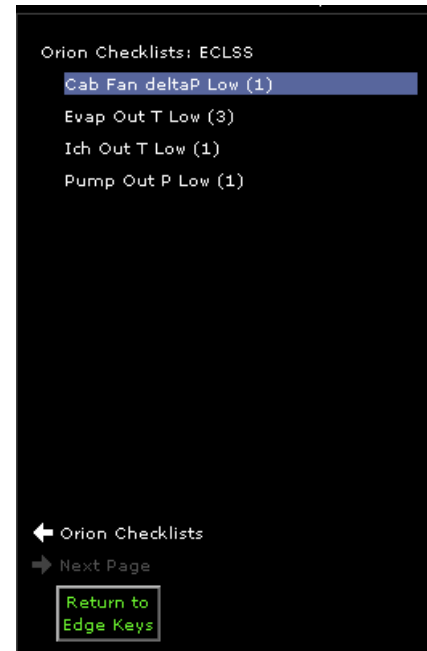 Orion Checklists: ECLSS
Cab Fan deltaP Low (1)
Evap Out T Low (3)
Ich Out T Low (1)
Pump Out P Low (1)
Orion Checklists
Next Page
Return to
Edge Keys